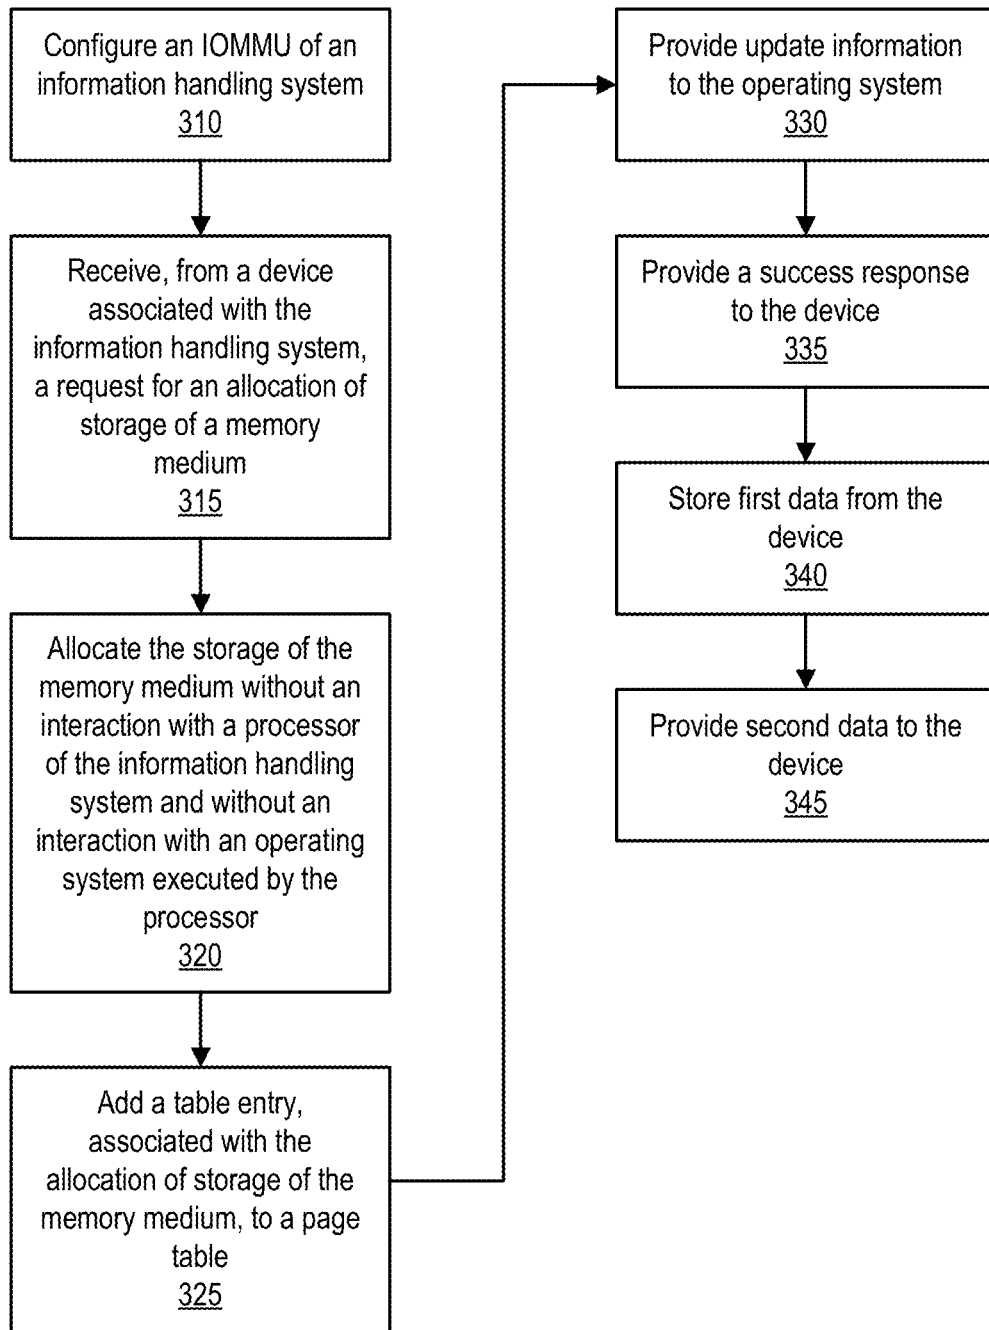 Configure an IOMMU of an
information handling system
310
Receive, from a device
associated with the
information handling system,
a request for an allocation of
storage of a memory
medium
315
Allocate the storage of the
memory medium without an
interaction with a processor
of the information handling
system and without an
interaction with an operating
system executed by the
processor
320
Add a table entry,
associated with the
allocation of storage of the
memory medium, to a page
table
325
Provide update information
to the operating system
330
Provide a success response
to the device
335
Store first data from the
device
340
Provide second data to the
device
345